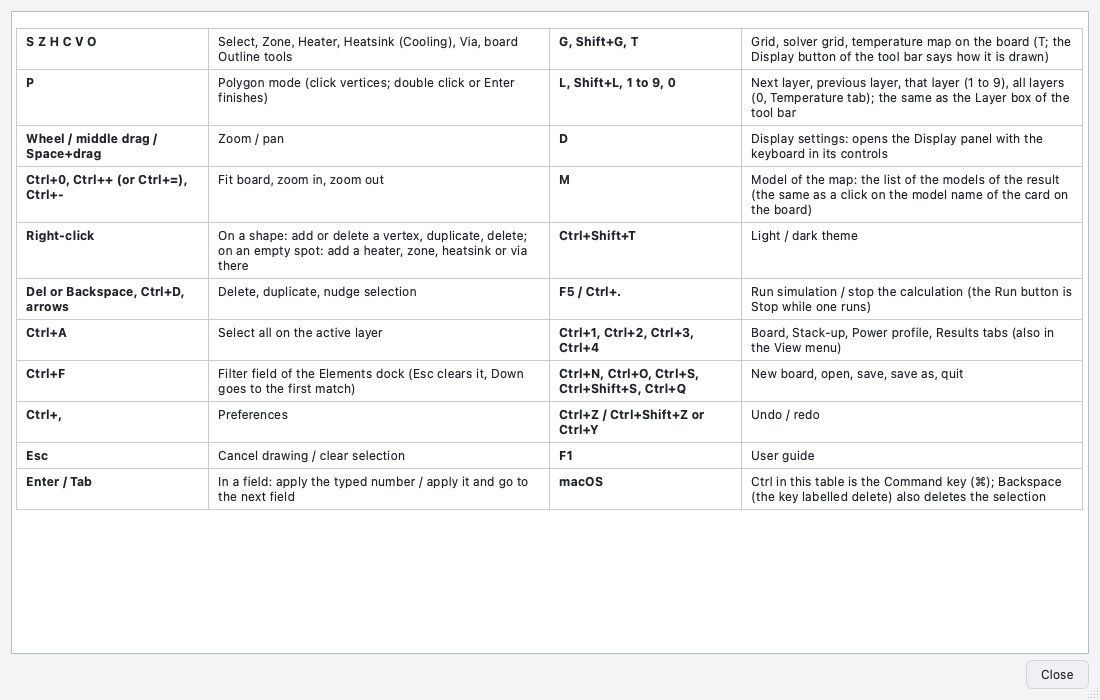 S Z H C V O
Select, Zone, Heater, Heatsink (Cooling), Via, board
Outline tools
G, Shift+G, T
Grid, solver grid, temperature map on the board (T; the
Display button of the tool bar says how it is drawn)
P
Polygon mode (click vertices; double click or Enter
finishes)
L, Shift+L, 1 to 9, 0
Next layer, previous layer, that layer (1 to 9), all layers
(0, Temperature tab); the same as the Layer box of the
tool bar
Wheel / middle drag /
Space+drag
Zoom / pan
D
Display settings: opens the Display panel with the
keyboard in its controls
Ctrl+0, Ctrl++ (or Ctrl+=),
Ctrl+-
Fit board, zoom in, zoom out
M
Model of the map: the list of the models of the result
(the same as a click on the model name of the card on
the board)
Right-click
On a shape: add or delete a vertex, duplicate, delete;
on an empty spot: add a heater, zone, heatsink or via
there
Ctrl+Shift+T
Light / dark theme
Del or Backspace, Ctrl+D,
arrows
Delete, duplicate, nudge selection
F5 / Ctrl+.
Run simulation / stop the calculation (the Run button is
Stop while one runs)
Ctrl+A
Select all on the active layer
Ctrl+1, Ctrl+2, Ctrl+3,
Ctrl+4
Board, Stack-up, Power profile, Results tabs (also in
the View menu)
Ctrl+F
Filter field of the Elements dock (Esc clears it, Down
goes to the first match)
Ctrl+N, Ctrl+O, Ctrl+S,
Ctrl+Shift+S, Ctrl+Q
New board, open, save, save as, quit
Ctrl+,
Preferences
Ctrl+Z / Ctrl+Shift+Z or
Ctrl+Y
Undo / redo
Esc
Cancel drawing / clear selection
F1
User guide
Enter / Tab
In a field: apply the typed number / apply it and go to
the next field
macOS
Ctrl in this table is the Command key (⌘); Backspace
(the key labelled delete) also deletes the selection
Close